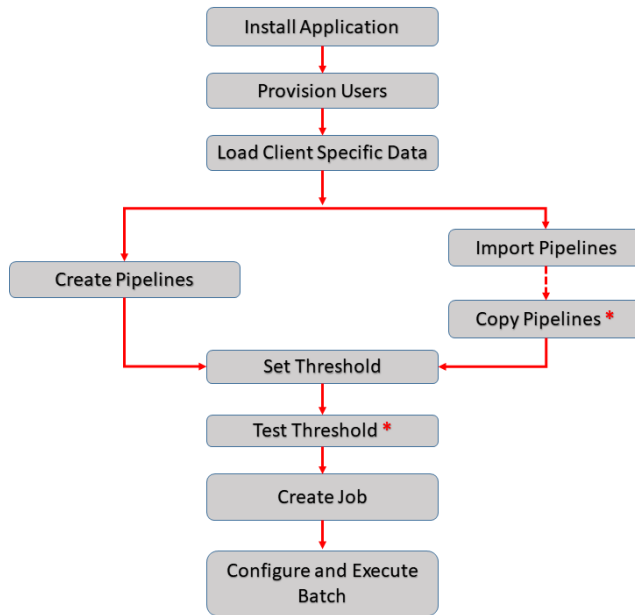 Install Application
Provision Users
Load Client Specific Data
Import Pipelines
Create Pipelines
Copy Pipelines *
Set Threshold
Test Threshold *
Create Job
Configure and Execute
Batch